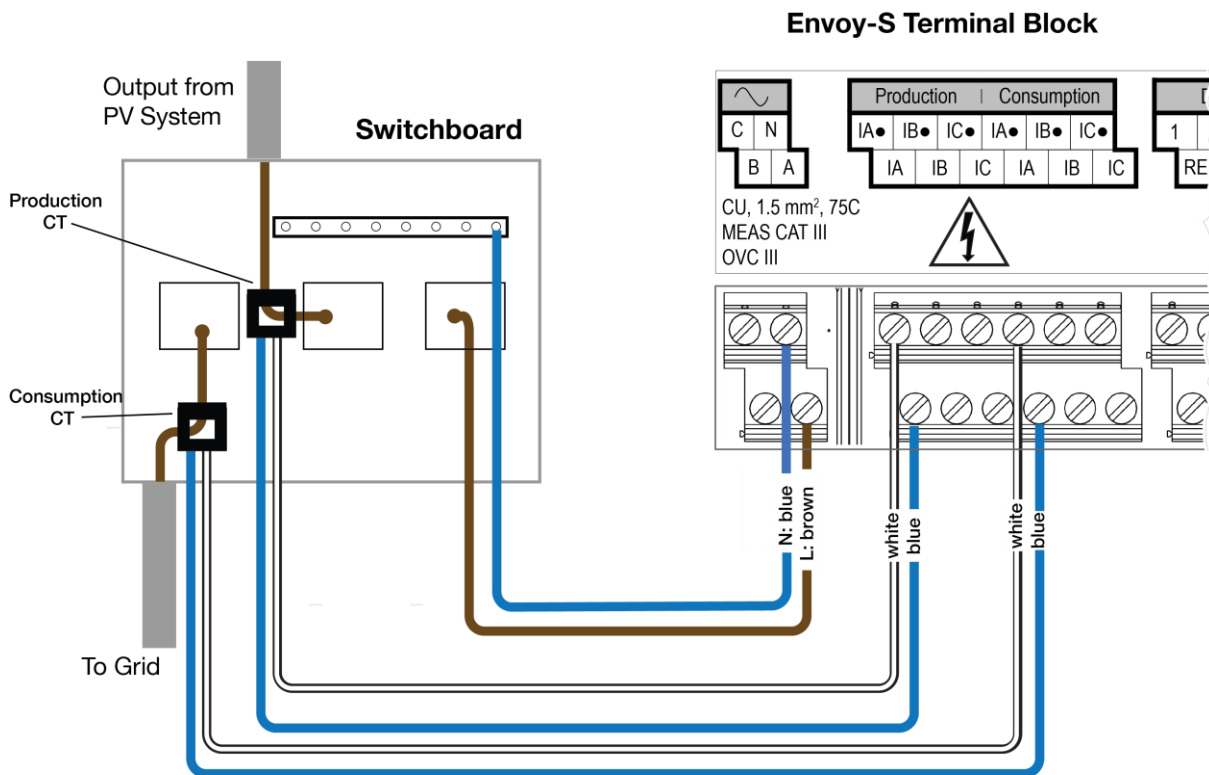 Envoy-S Terminal Block
Output from
PV System
Switchboard
Production
CT
Consumption
CT
To Grid
C N
B A
Production | Consumption
IA● IB● IC● IA● IB● IC●
IA IB IC IA IB IC
1
RE
CU, 1.5 mm², 75C
MEAS CAT III
OVC III
N: blue
L: brown
white
blue
white
blue